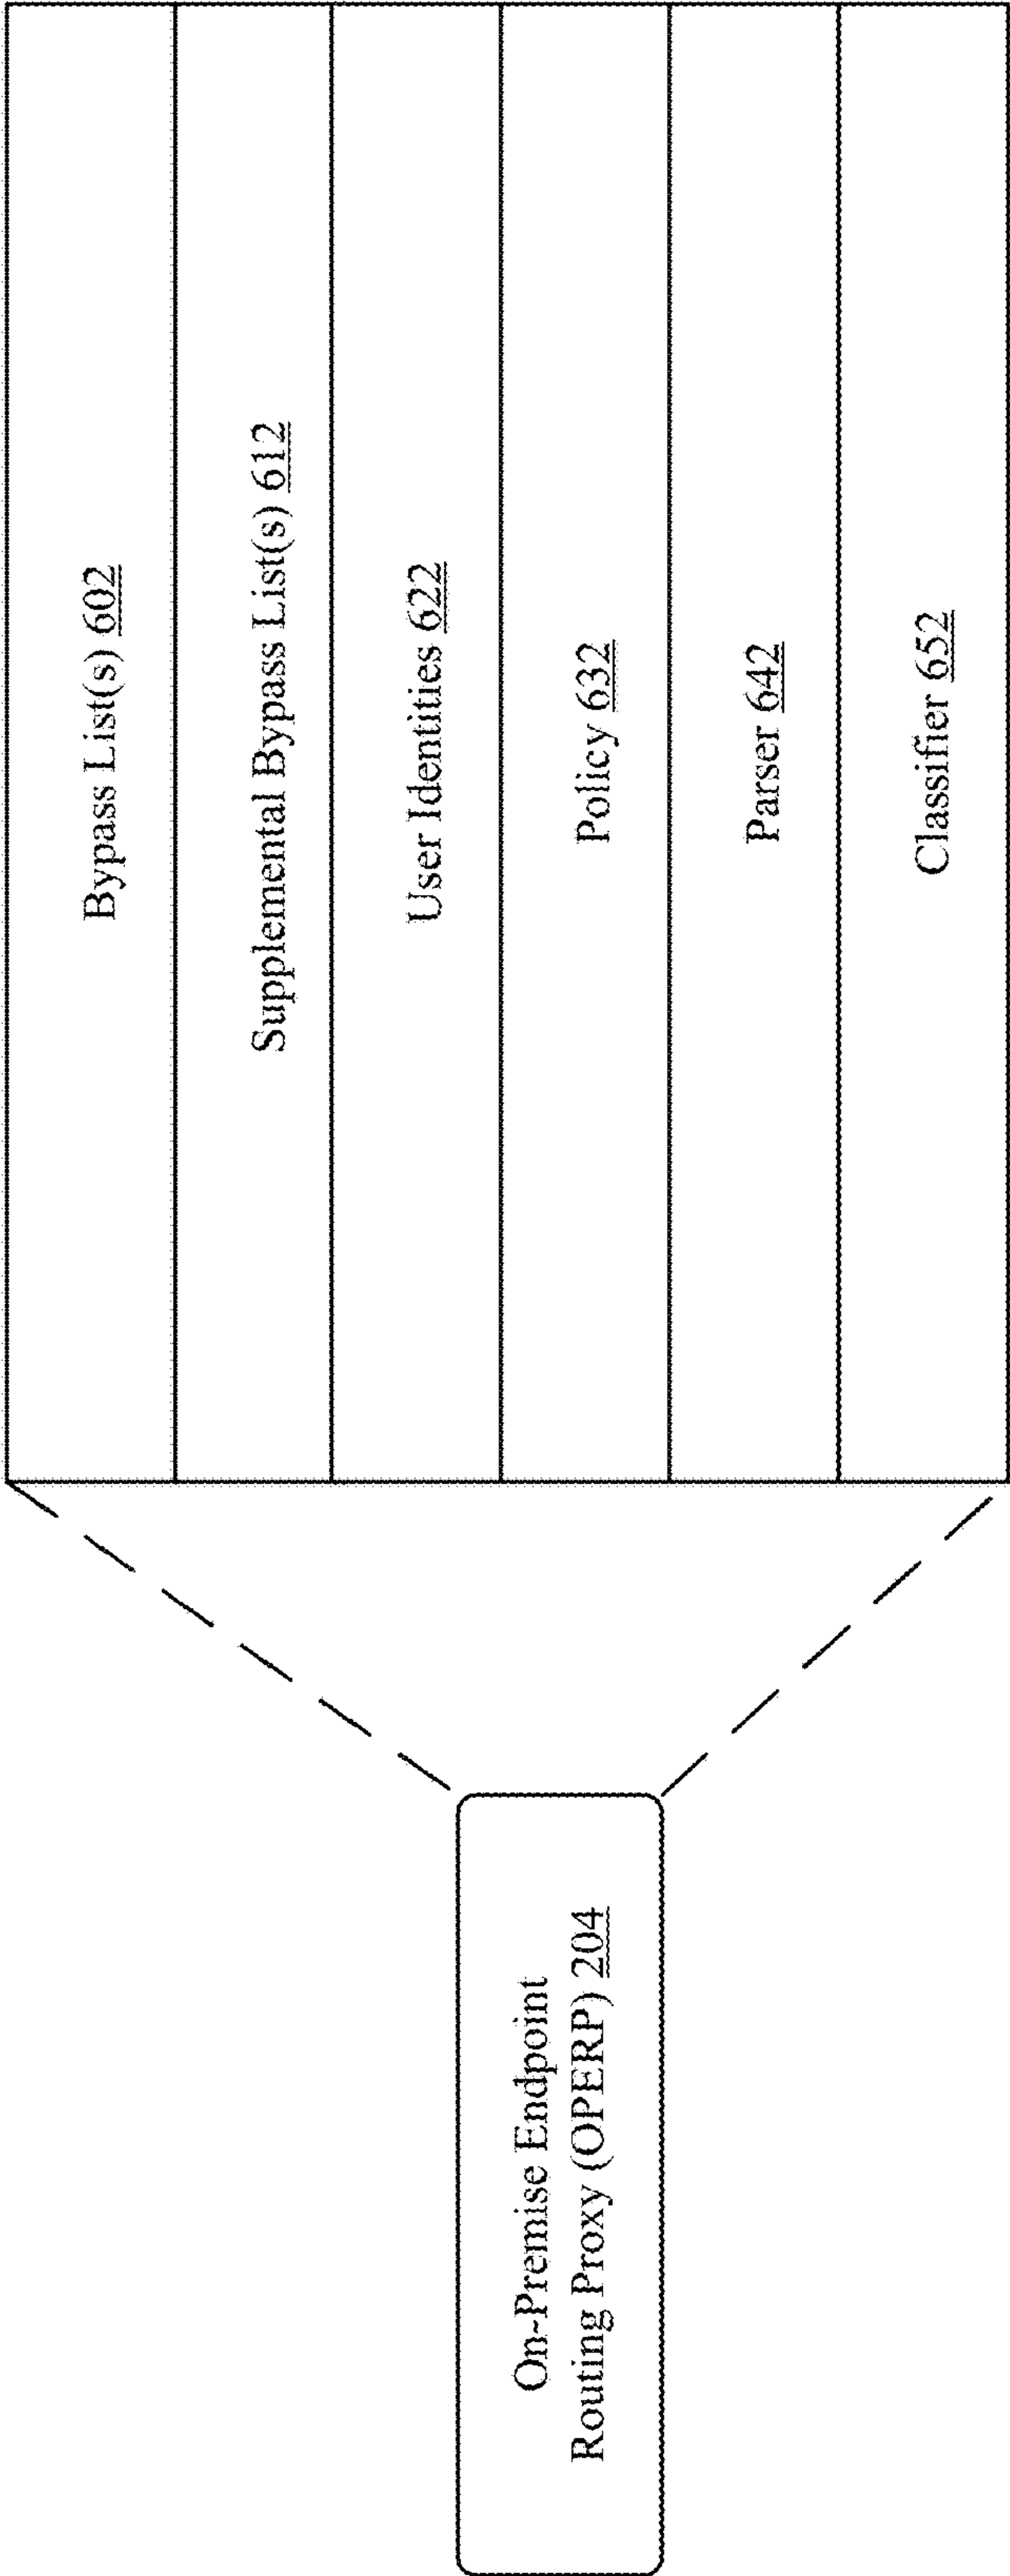 On-Premise Endpoint
Routing Proxy (OPERP) 204
Bypass List(s) 602
Supplemental Bypass List(s) 612
User Identities 622
Policy 632
Parser 642
Classifier 652